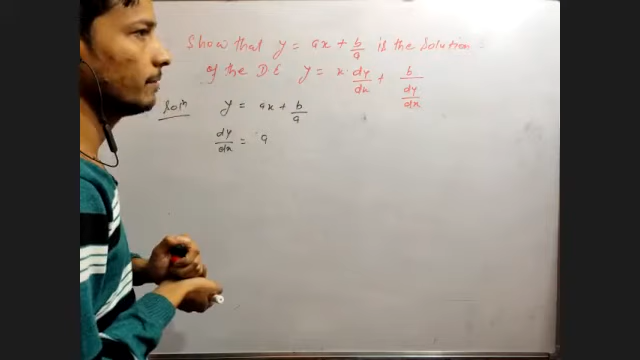 Show that y = ax + b/a is the solution
of the D.E y = x · dy/dx + b/(dy/dx)
Soln y = ax + b/a
dy/dx = a